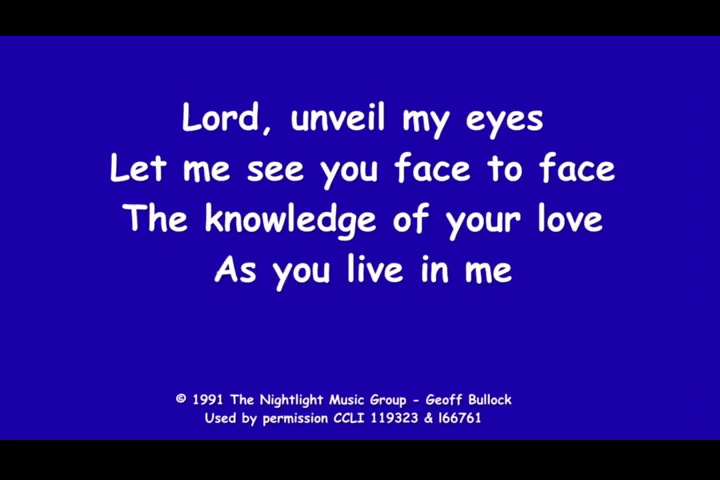 Lord, unveil my eyes
Let me see you face to face
The knowledge of your love
As you live in me
© 1991 The Nightlight Music Group - Geoff Bullock
Used by permission CCLI 119323 & l66761